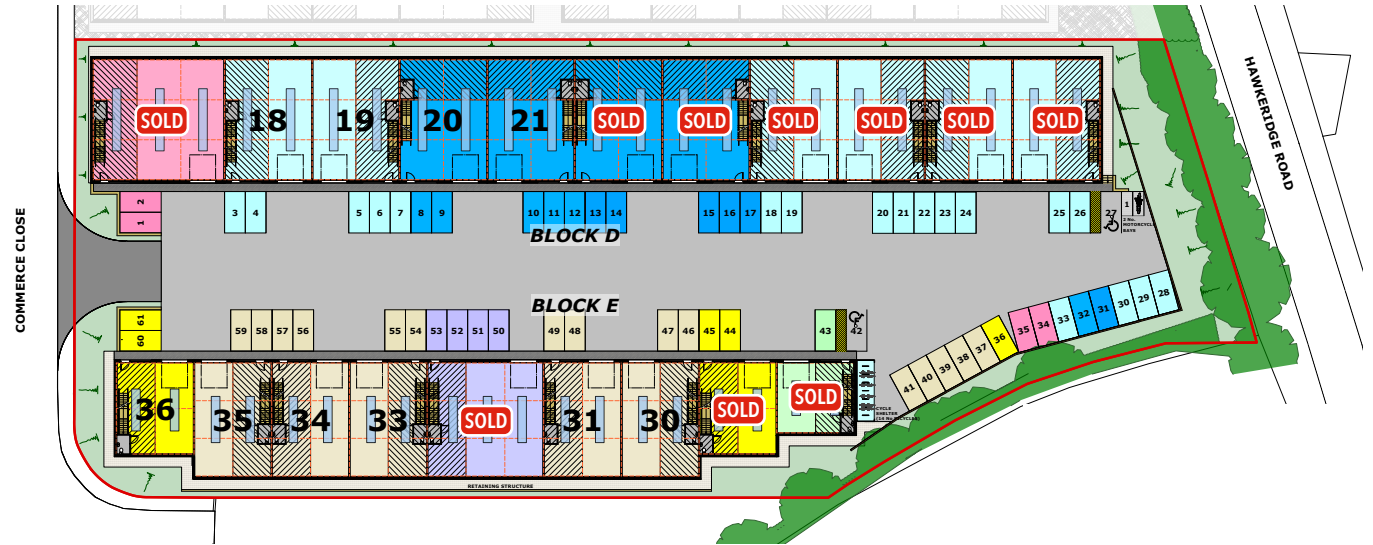 HAWKERIDGE ROAD
COMMERCE CLOSE
SOLD
18
19
20
21
SOLD
SOLD
SOLD
SOLD
SOLD
SOLD
2
1
3 4
5 6 7 8 9
10 11 12 13 14
15 16 17 18 19
20 21 22 23 24
25 26
27
1
3 No.
MOTORCYCLE
BAYS
BLOCK D
BLOCK E
61
60
59 58 57 56
55 54 53 52 51 50
49 48
47 46 45 44
43
42
41 40 39 38 37 36 35 34 33 32 31 30 29 28
36
35
34
33
SOLD
31
30
SOLD
SOLD
CYCLE
SHELTER
RETAINING STRUCTURE